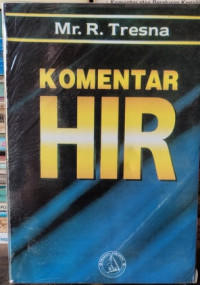 Mr. R. Tresna
KOMENTAR
HIR